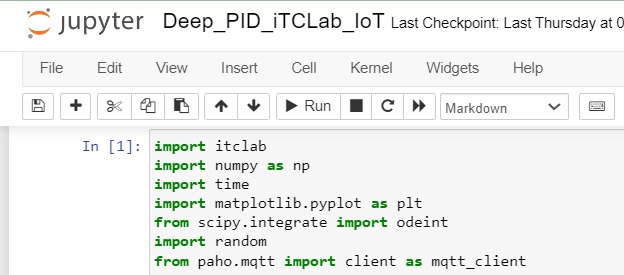 jupyter Deep_PID_iTCLab_IoT Last Checkpoint: Last Thursday at 0
File Edit View Insert Cell Kernel Widgets Help
Run Markdown
In [1]: import itclab
import numpy as np
import time
import matplotlib.pyplot as plt
from scipy.integrate import odeint
import random
from paho.mqtt import client as mqtt_client